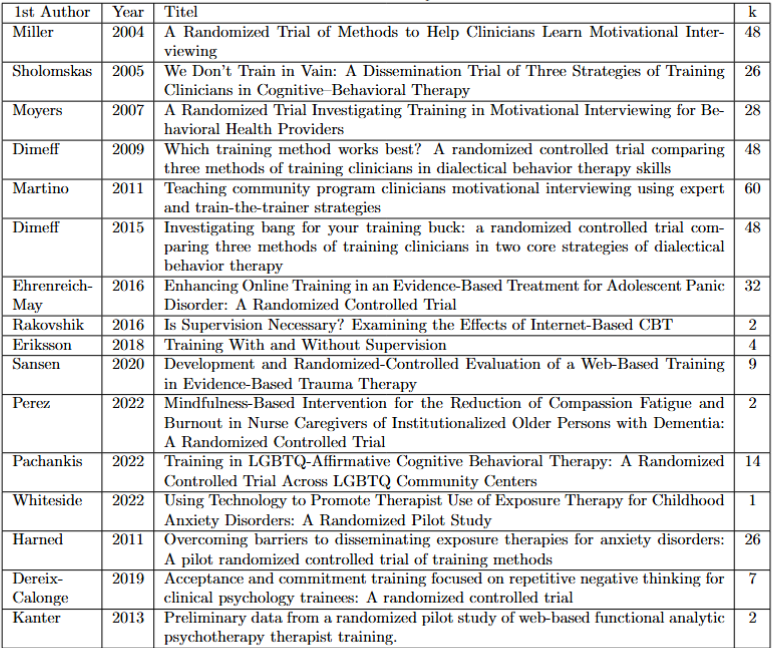 1st Author Year Titel k
Miller 2004 A Randomized Trial of Methods to Help Clinicians Learn Motivational Inter- 48
viewing
Sholomskas 2005 We Don't Train in Vain: A Dissemination Trial of Three Strategies of Training 26
Clinicians in Cognitive–Behavioral Therapy
Moyers 2007 A Randomized Trial Investigating Training in Motivational Interviewing for Be- 28
havioral Health Providers
Dimeff 2009 Which training method works best? A randomized controlled trial comparing 48
three methods of training clinicians in dialectical behavior therapy skills
Martino 2011 Teaching community program clinicians motivational interviewing using expert 60
and train-the-trainer strategies
Dimeff 2015 Investigating bang for your training buck: a randomized controlled trial com- 48
paring three methods of training clinicians in two core strategies of dialectical
behavior therapy
Ehrenreich- 2016 Enhancing Online Training in an Evidence-Based Treatment for Adolescent Panic 32
May Disorder: A Randomized Controlled Trial
Rakovshik 2016 Is Supervision Necessary? Examining the Effects of Internet-Based CBT 2
Eriksson 2018 Training With and Without Supervision 4
Sansen 2020 Development and Randomized-Controlled Evaluation of a Web-Based Training 9
in Evidence-Based Trauma Therapy
Perez 2022 Mindfulness-Based Intervention for the Reduction of Compassion Fatigue and 2
Burnout in Nurse Caregivers of Institutionalized Older Persons with Dementia:
A Randomized Controlled Trial
Pachankis 2022 Training in LGBTQ-Affirmative Cognitive Behavioral Therapy: A Randomized 14
Controlled Trial Across LGBTQ Community Centers
Whiteside 2022 Using Technology to Promote Therapist Use of Exposure Therapy for Childhood 1
Anxiety Disorders: A Randomized Pilot Study
Harned 2011 Overcoming barriers to disseminating exposure therapies for anxiety disorders: 26
A pilot randomized controlled trial of training methods
Dereix- 2019 Acceptance and commitment training focused on repetitive negative thinking for 7
Calonge clinical psychology trainees: A randomized controlled trial
Kanter 2013 Preliminary data from a randomized pilot study of web-based functional analytic 2
psychotherapy therapist training.